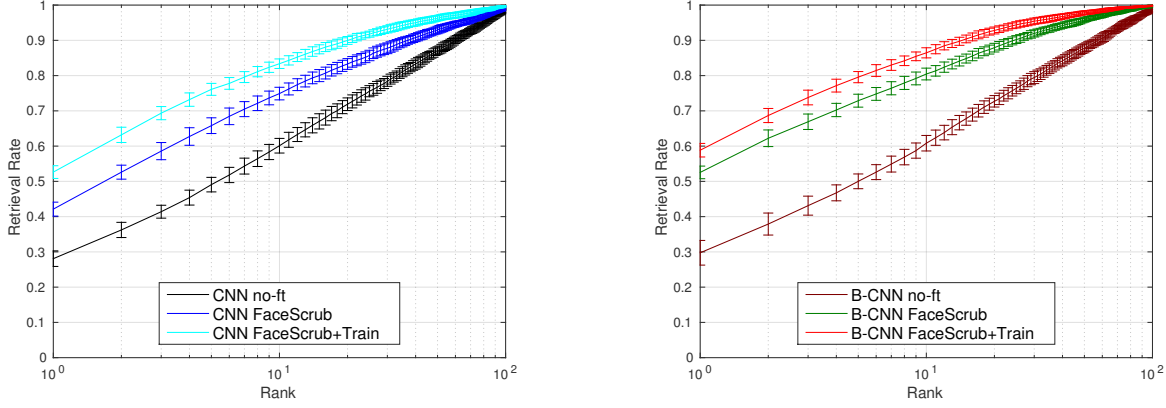 1
0.9
0.8
0.7
0.6
0.5
0.4
0.3
0.2
0.1
0
Retrieval Rate
CNN no-ft
CNN FaceScrub
CNN FaceScrub+Train
10^0
10^1
10^2
Rank
1
0.9
0.8
0.7
0.6
0.5
0.4
0.3
0.2
0.1
0
Retrieval Rate
B-CNN no-ft
B-CNN FaceScrub
B-CNN FaceScrub+Train
10^0
10^1
10^2
Rank